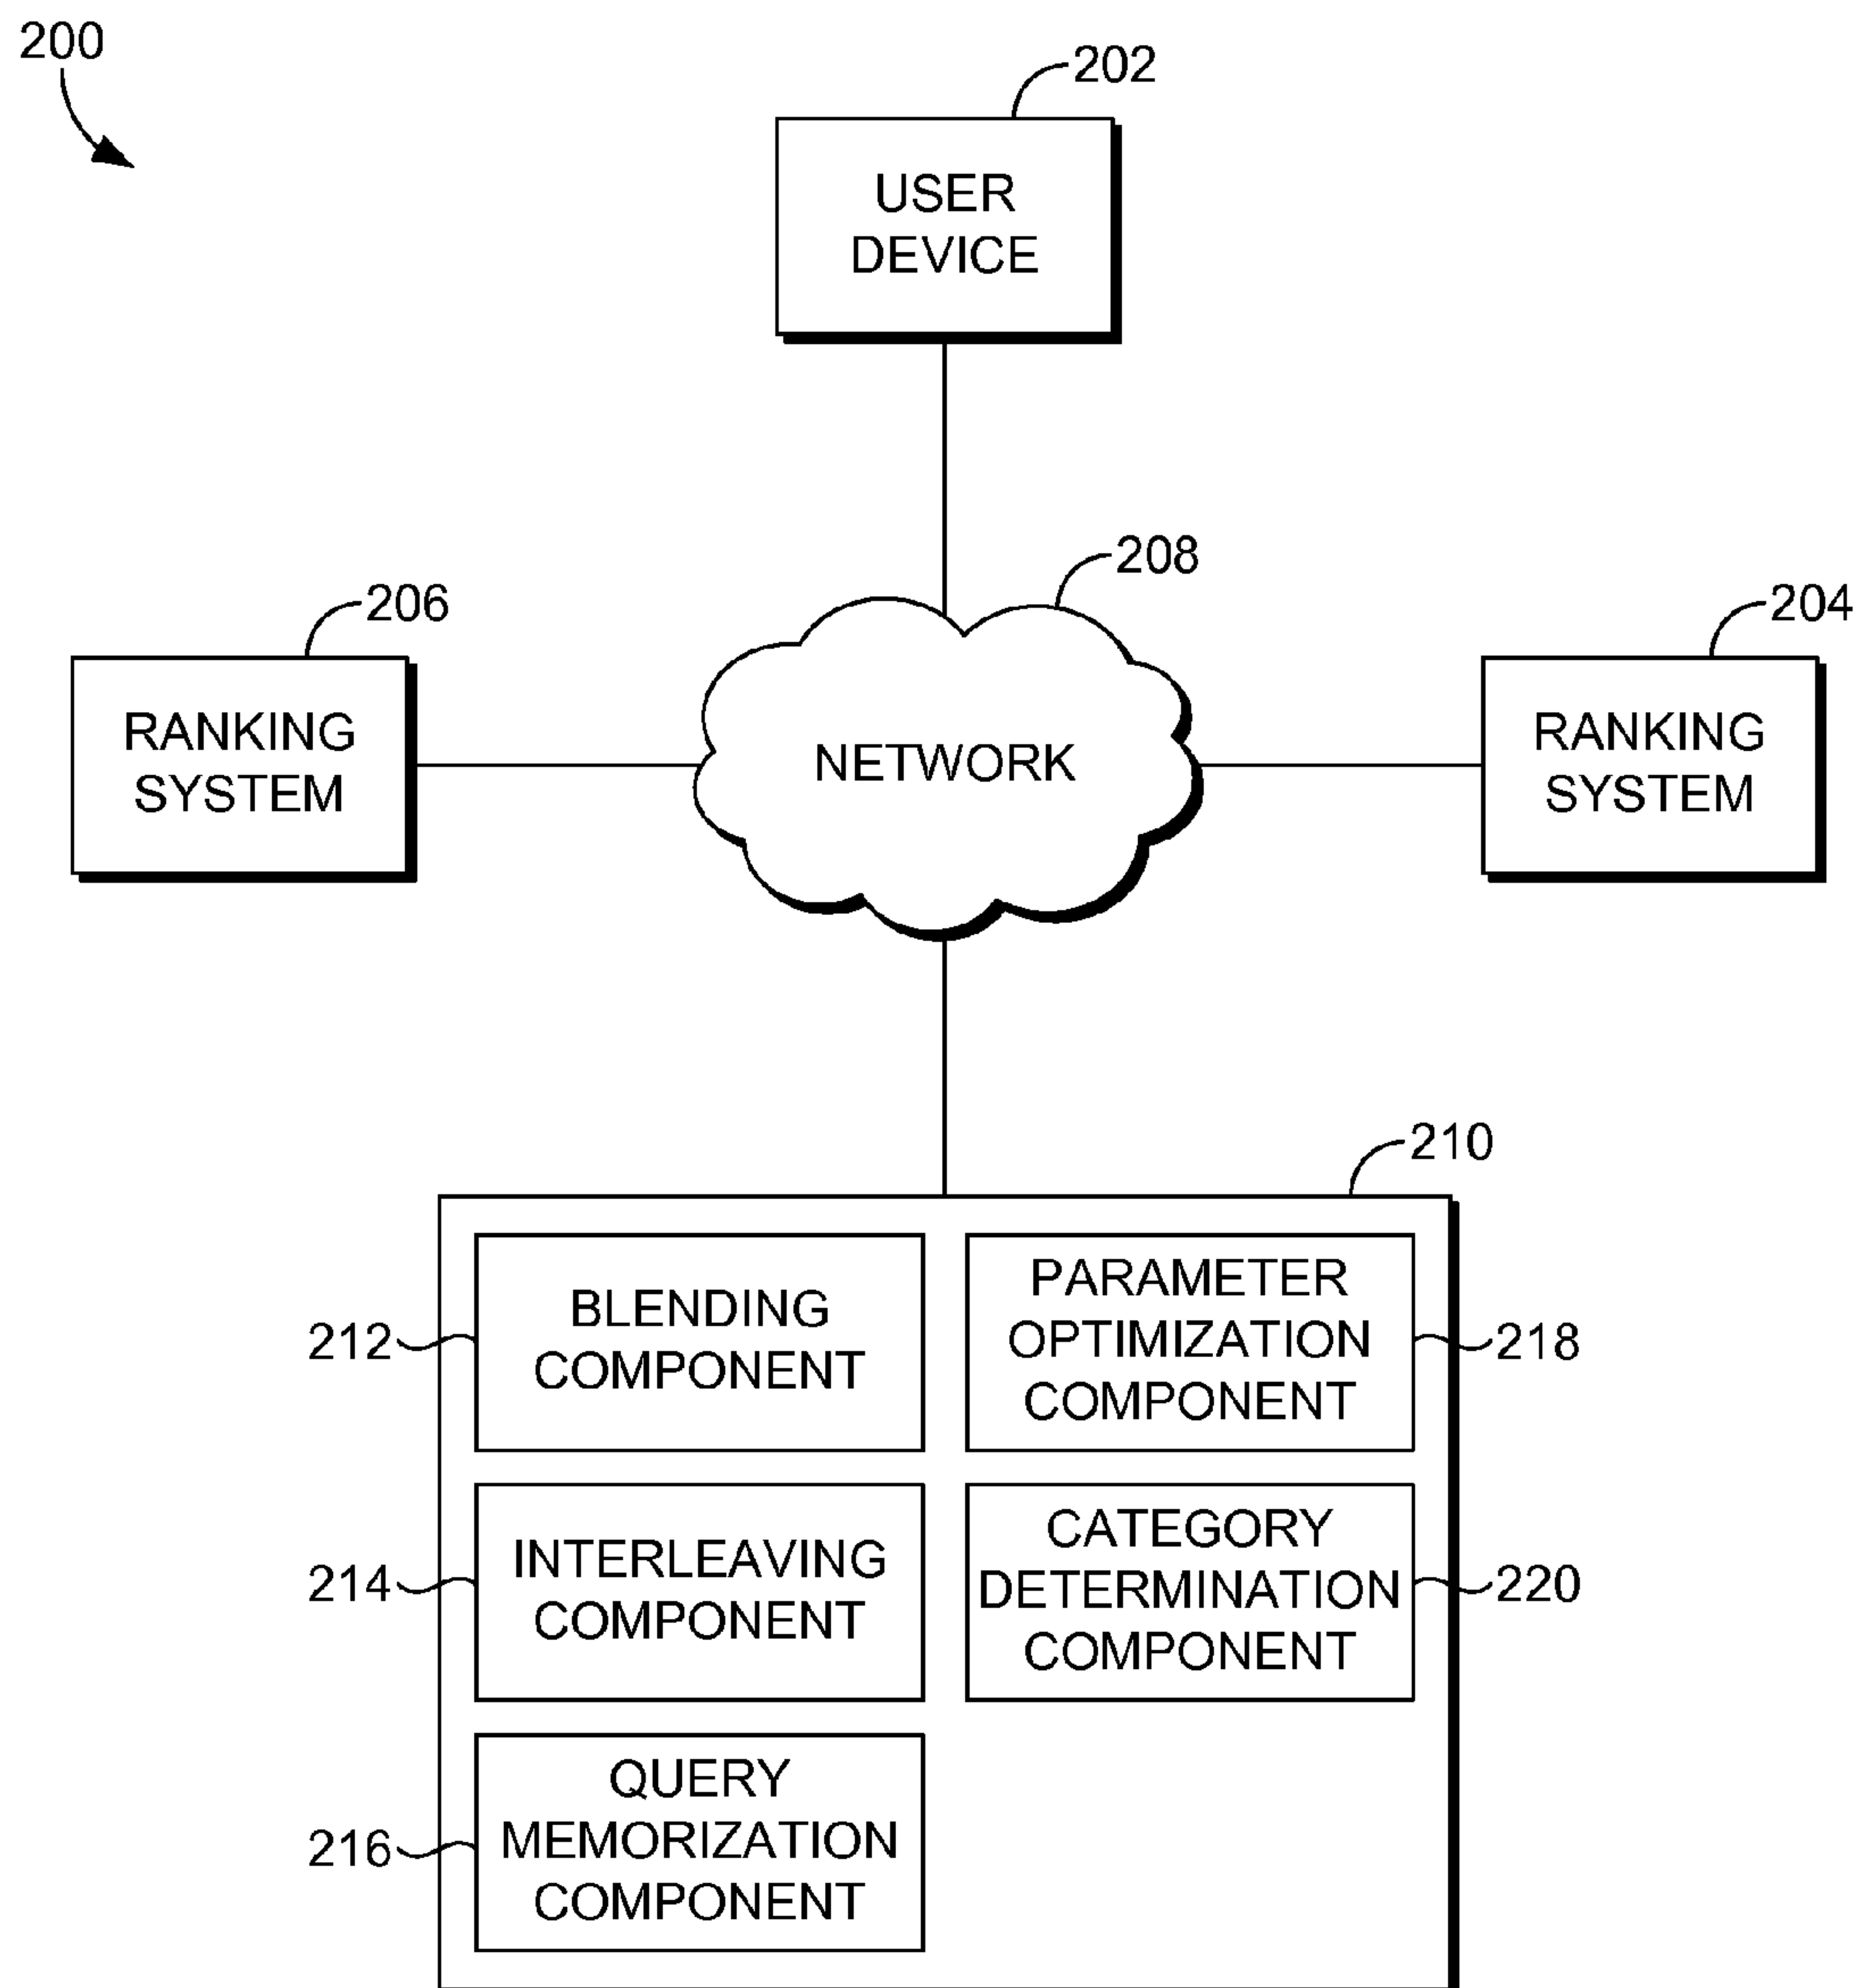 200
202
USER
DEVICE
208
206
204
RANKING
SYSTEM
NETWORK
RANKING
SYSTEM
210
BLENDING
COMPONENT
212
PARAMETER
OPTIMIZATION
COMPONENT
218
INTERLEAVING
COMPONENT
214
CATEGORY
DETERMINATION
COMPONENT
220
QUERY
MEMORIZATION
COMPONENT
216